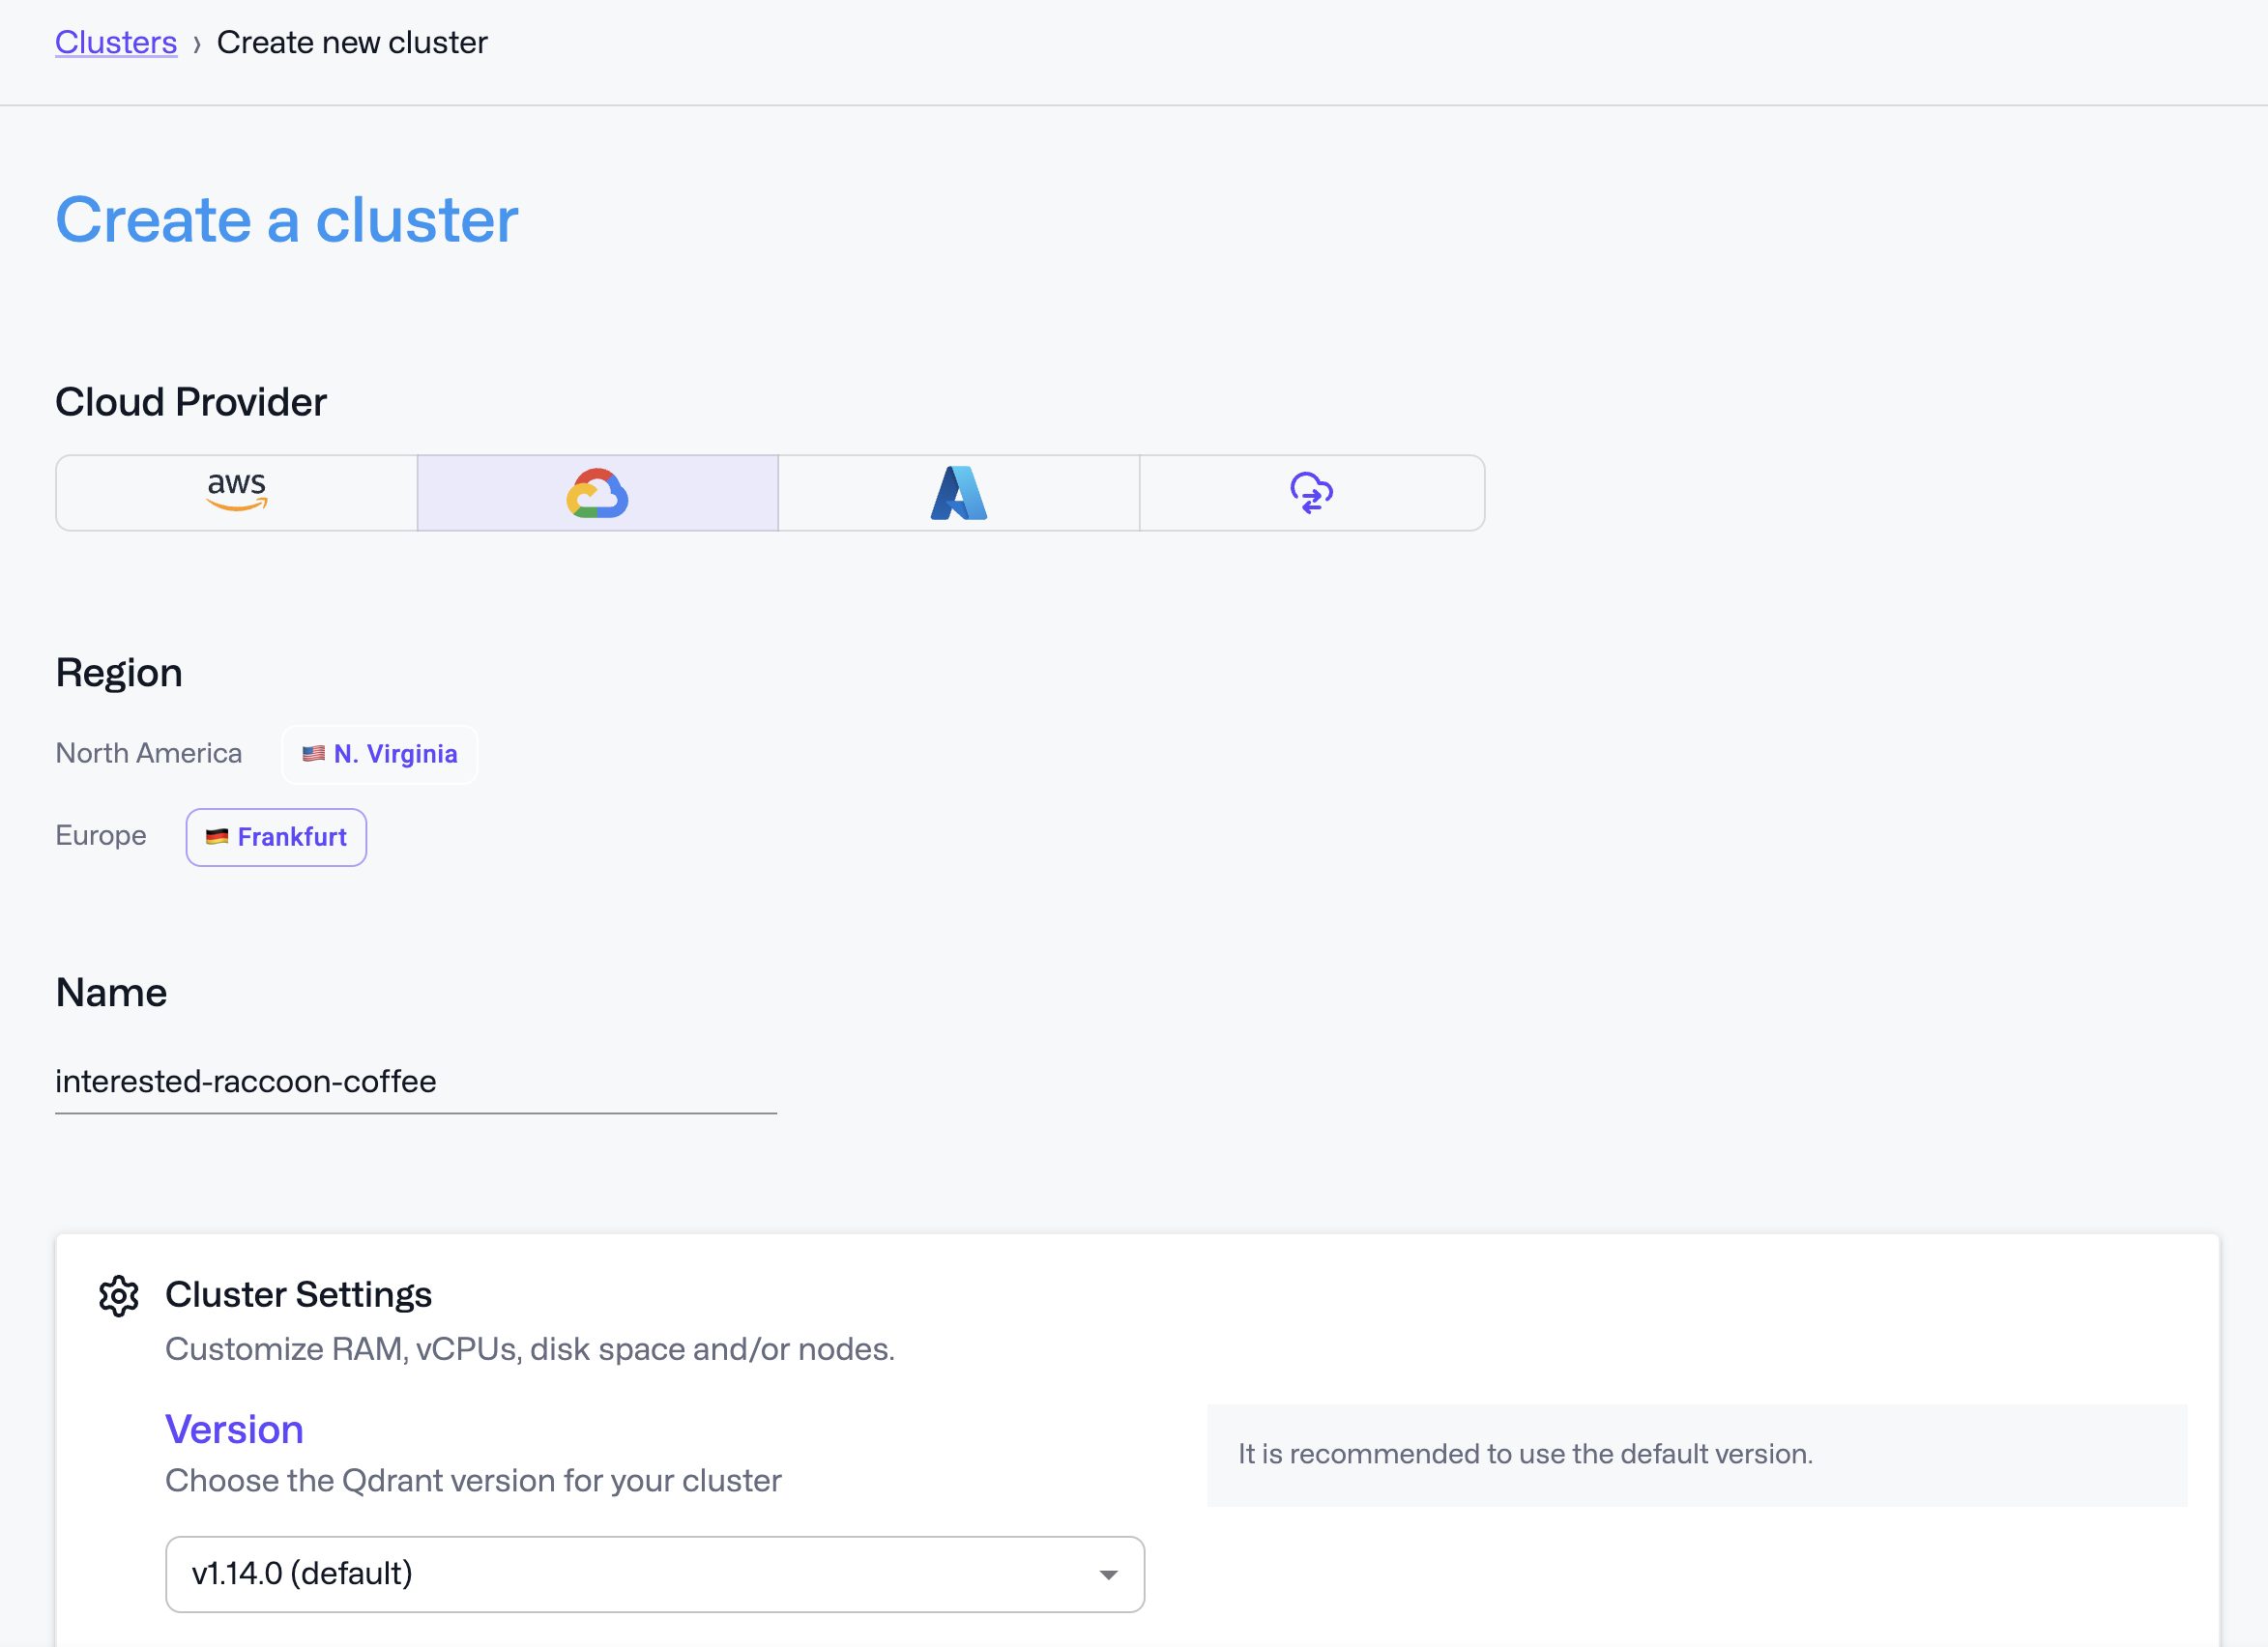 Clusters › Create new cluster
Create a cluster
Cloud Provider
aws
Region
North America 🇺🇸 N. Virginia
Europe 🇩🇪 Frankfurt
Name
interested-raccoon-coffee
Cluster Settings
Customize RAM, vCPUs, disk space and/or nodes.
Version
Choose the Qdrant version for your cluster
It is recommended to use the default version.
v1.14.0 (default)